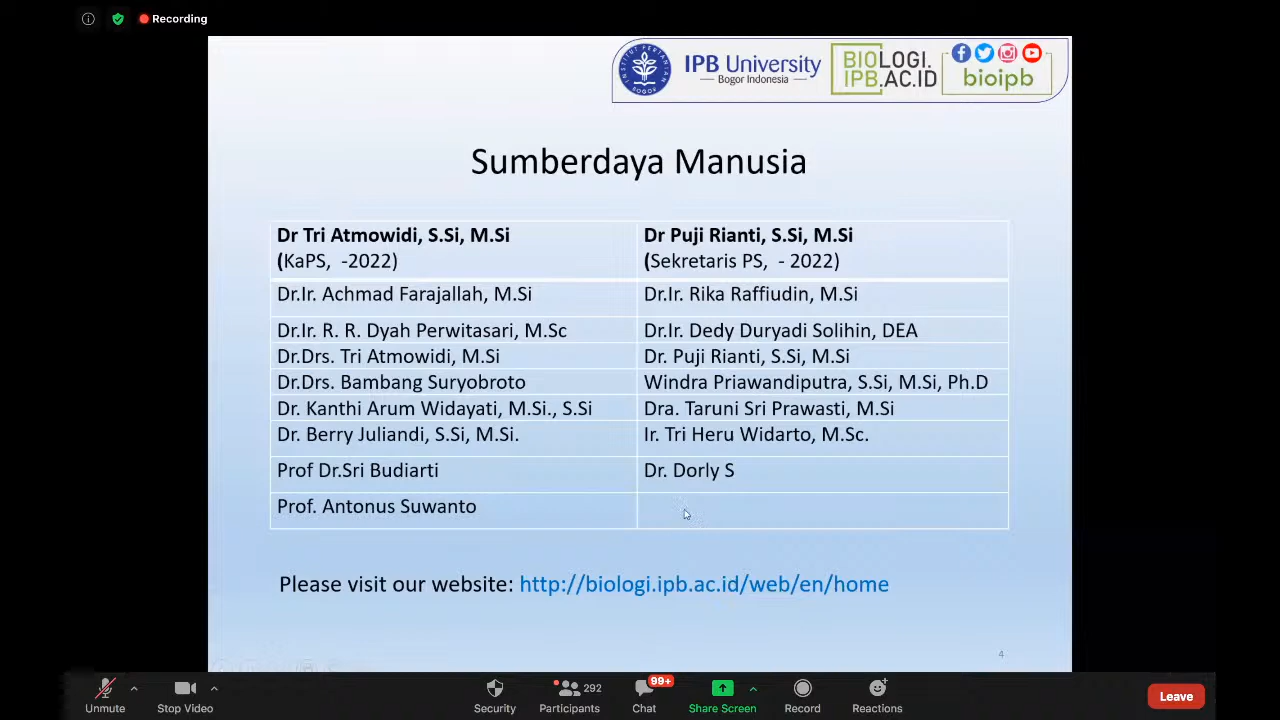 Recording
IPB University
Bogor Indonesia
BIOLOGI.
IPB.AC.ID
bioipb
Sumberdaya Manusia
Dr Tri Atmowidi, S.Si, M.Si
(KaPS, -2022)
Dr Puji Rianti, S.Si, M.Si
(Sekretaris PS, - 2022)
Dr.Ir. Achmad Farajallah, M.Si
Dr.Ir. Rika Raffiudin, M.Si
Dr.Ir. R. R. Dyah Perwitasari, M.Sc
Dr.Ir. Dedy Duryadi Solihin, DEA
Dr.Drs. Tri Atmowidi, M.Si
Dr. Puji Rianti, S.Si, M.Si
Dr.Drs. Bambang Suryobroto
Windra Priawandiputra, S.Si, M.Si, Ph.D
Dr. Kanthi Arum Widayati, M.Si., S.Si
Dra. Taruni Sri Prawasti, M.Si
Dr. Berry Juliandi, S.Si, M.Si.
Ir. Tri Heru Widarto, M.Sc.
Prof Dr.Sri Budiarti
Dr. Dorly S
Prof. Antonus Suwanto
Please visit our website: http://biologi.ipb.ac.id/web/en/home
4
Unmute
Stop Video
Security
292
Participants
99+
Chat
Share Screen
Record
Reactions
Leave